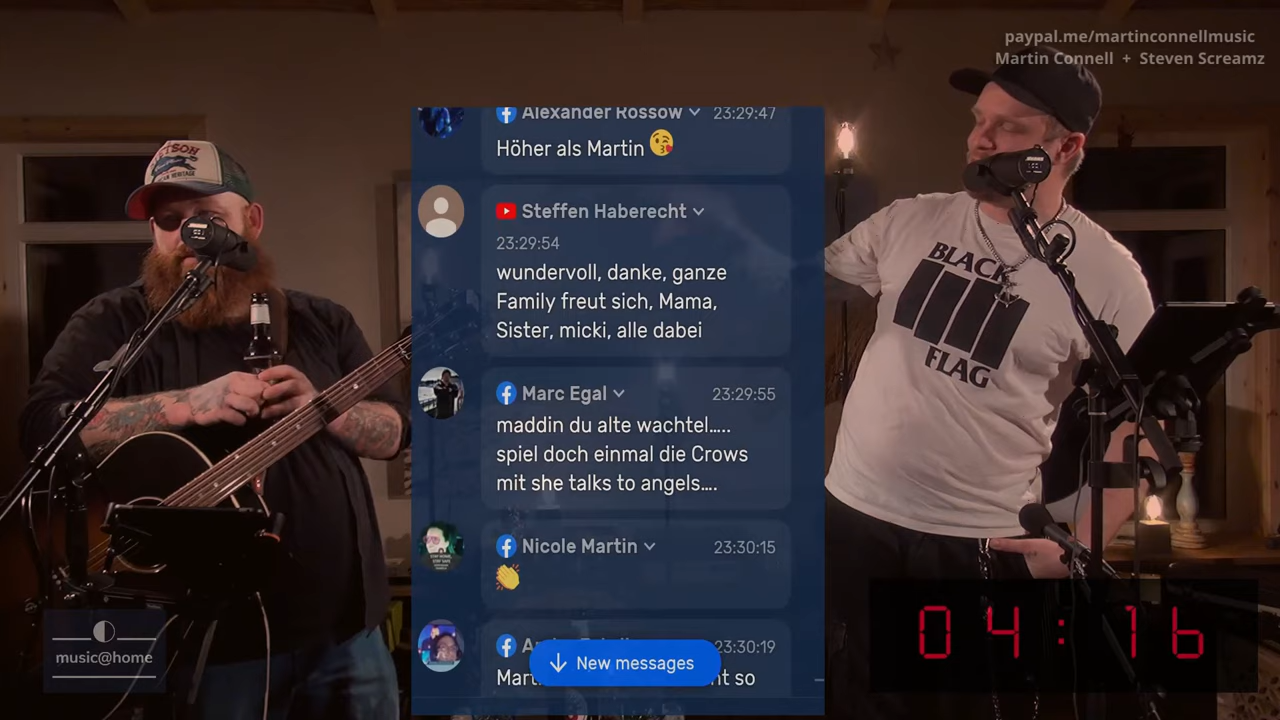 paypal.me/martinconnellmusic
Martin Connell + Steven Screamz
Alexander Rossow 23:29:47
Höher als Martin
Steffen Haberecht
23:29:54
wundervoll, danke, ganze
Family freut sich, Mama,
Sister, micki, alle dabei
Marc Egal 23:29:55
maddin du alte wachtel.....
spiel doch einmal die Crows
mit she talks to angels....
Nicole Martin 23:30:15
23:30:19
New messages
so
BLACK
FLAG
music@home
04:16